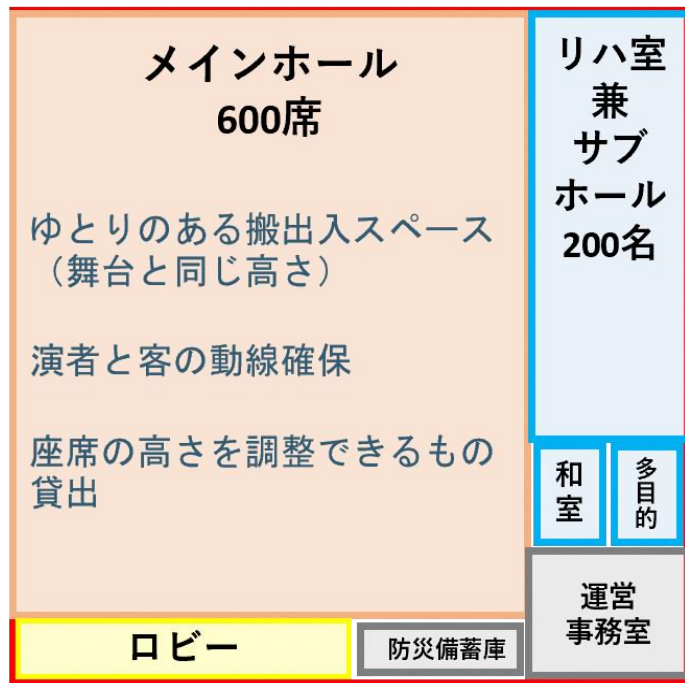 メインホール
600席
ゆとりのある搬出入スペース
（舞台と同じ高さ）
演者と客の動線確保
座席の高さを調整できるもの
貸出
リハ室
兼
サブ
ホール
200名
和
室
多
目
的
運営
事務室
ロビー
防災備蓄庫